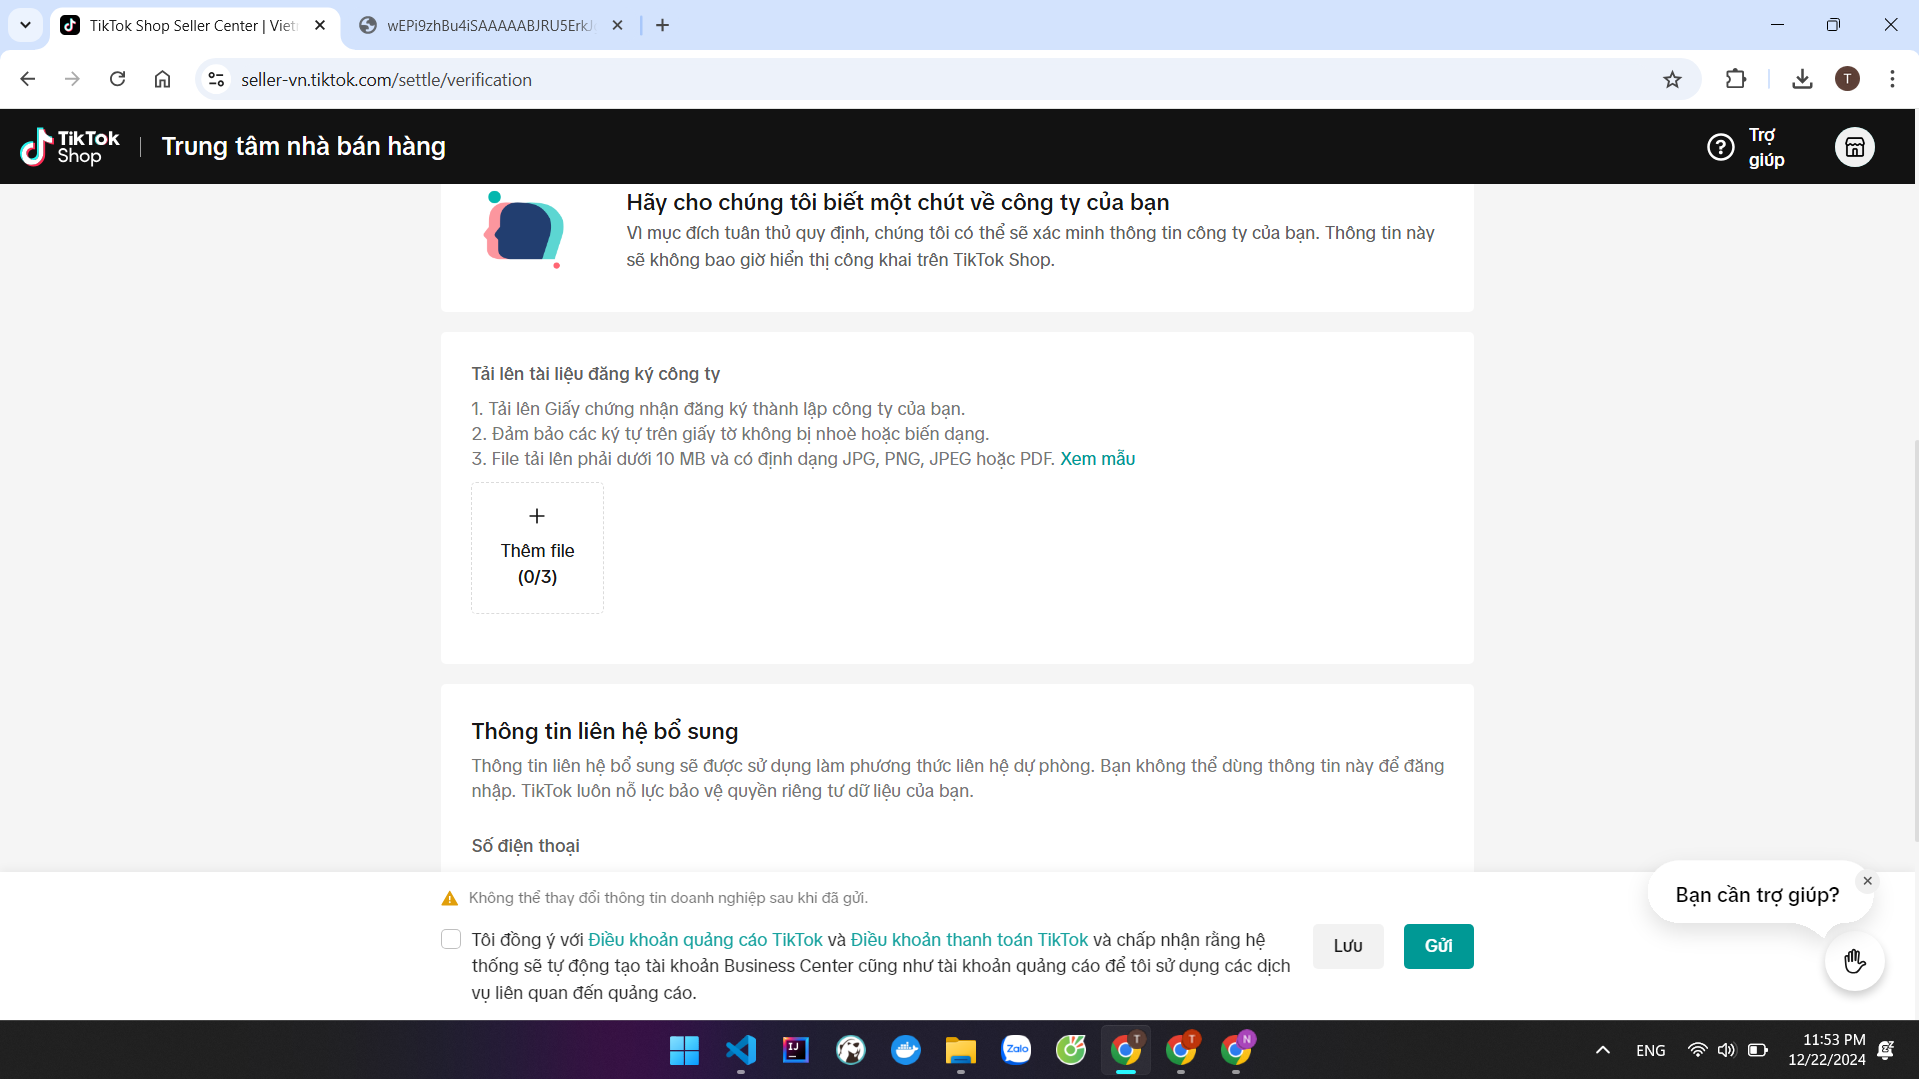 TikTok Shop Seller Center | Viet
wEPi9zhBu4iSAAAAABJRU5ErkJ
seller-vn.tiktok.com/settle/verification
T
TikTok
Shop
Trung tâm nhà bán hàng
Trợ
giúp
Hãy cho chúng tôi biết một chút về công ty của bạn
Vì mục đích tuân thủ quy định, chúng tôi có thể sẽ xác minh thông tin công ty của bạn. Thông tin này
sẽ không bao giờ hiển thị công khai trên TikTok Shop.
Tải lên tài liệu đăng ký công ty
1. Tải lên Giấy chứng nhận đăng ký thành lập công ty của bạn.
2. Đảm bảo các ký tự trên giấy tờ không bị nhoè hoặc biến dạng.
3. File tải lên phải dưới 10 MB và có định dạng JPG, PNG, JPEG hoặc PDF. Xem mẫu
Thêm file
(0/3)
Thông tin liên hệ bổ sung
Thông tin liên hệ bổ sung sẽ được sử dụng làm phương thức liên hệ dự phòng. Bạn không thể dùng thông tin này để đăng
nhập. TikTok luôn nỗ lực bảo vệ quyền riêng tư dữ liệu của bạn.
Số điện thoại
Không thể thay đổi thông tin doanh nghiệp sau khi đã gửi.
Tôi đồng ý với Điều khoản quảng cáo TikTok và Điều khoản thanh toán TikTok và chấp nhận rằng hệ
thống sẽ tự động tạo tài khoản Business Center cũng như tài khoản quảng cáo để tôi sử dụng các dịch
vụ liên quan đến quảng cáo.
Lưu
Gửi
Bạn cần trợ giúp?
IJ
Zalo
T
T
N
ENG
11:53 PM
12/22/2024